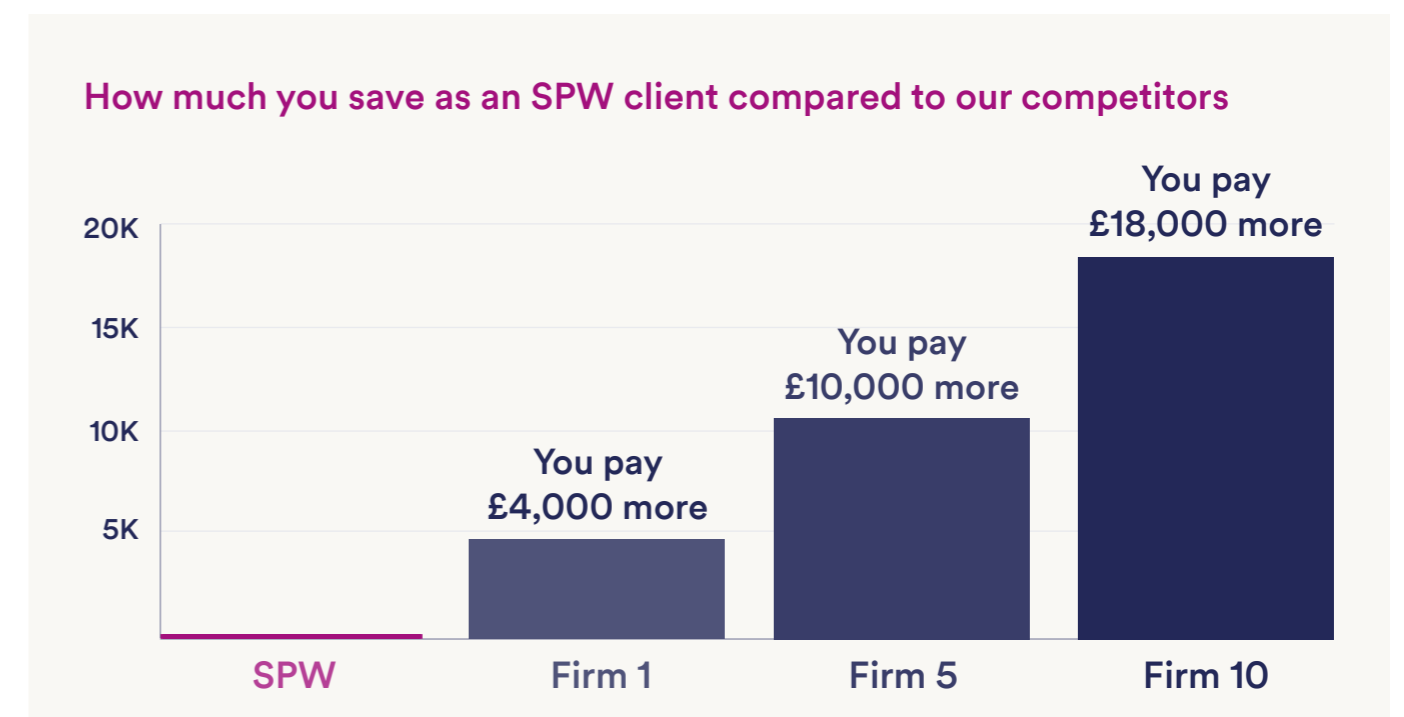 How much you save as an SPW client compared to our competitors
You pay
£18,000 more
20K
15K
You pay
£10,000 more
10K
You pay
£4,000 more
5K
SPW
Firm 1
Firm 5
Firm 10